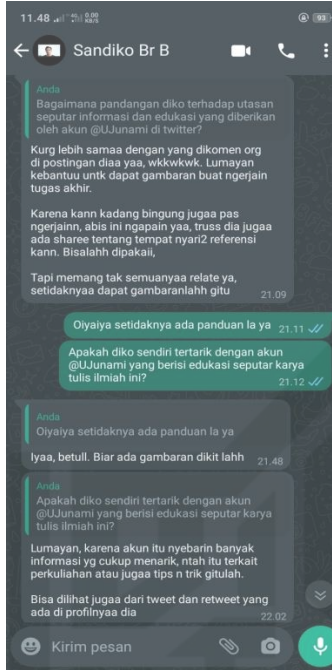 11.48
0.00
KB/S
93
Sandiko Br B
Anda
Bagaimana pandangan diko terhadap utasan
seputar informasi dan edukasi yang diberikan
oleh akun @UJunami di twitter?
Kurg lebih samaa dengan yang dikomen org
di postingan diaa yaa, wkkwkwk. Lumayan
kebantuu untk dapat gambaran buat ngerjain
tugas akhir.
Karena kann kadang bingung jugaa pas
ngerjainn, abis ini ngapain yaa, truss dia jugaa
ada sharee tentang tempat nyari2 referensi
kann. Bisalahh dipakaii,
Tapi memang tak semuanyaa relate ya,
setidaknyaa dapat gambaranlahh gitu
21.09
Oiyaiya setidaknya ada panduan la ya 21.11
Apakah diko sendiri tertarik dengan akun
@UJunami yang berisi edukasi seputar karya
tulis ilmiah ini?
21.12
Anda
Oiyaiya setidaknya ada panduan la ya
Iyaa, betull. Biar ada gambaran dikit lahh 21.48
Anda
Apakah diko sendiri tertarik dengan akun
@UJunami yang berisi edukasi seputar karya
tulis ilmiah ini?
Lumayan, karena akun itu nyebarin banyak
informasi yg cukup menarik, ntah itu terkait
perkuliahan atau jugaa tips n trik gitulah.
Bisa dilihat jugaa dari tweet dan retweet yang
ada di profilnyaa dia
22.02
Kirim pesan